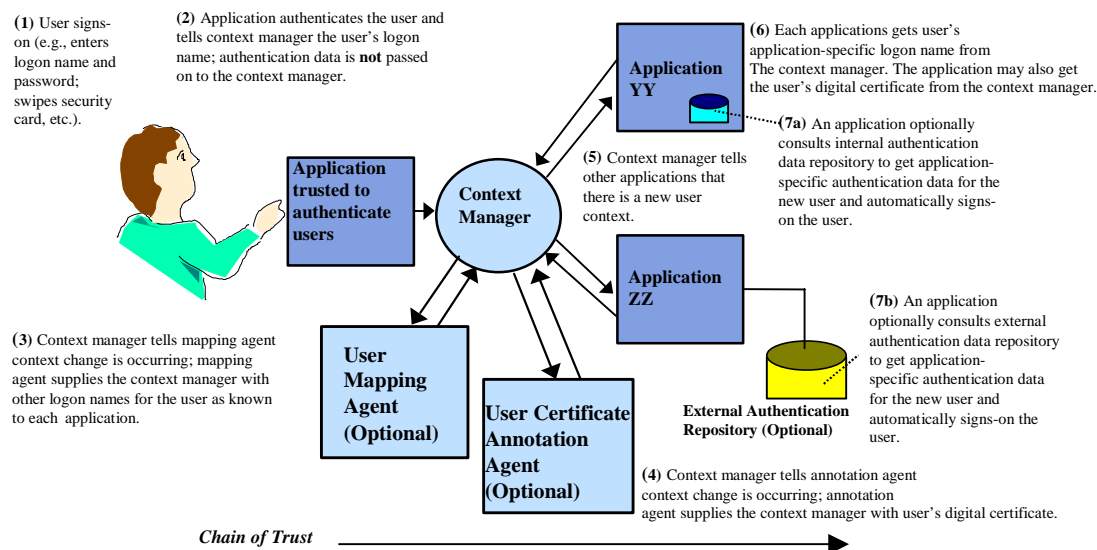 (1) User signs-
on (e.g., enters
logon name and
password;
swipes security
card, etc.).
(2) Application authenticates the user and
tells context manager the user's logon
name; authentication data is not passed
on to the context manager.
(6) Each applications gets user's
application-specific logon name from
The context manager. The application may also get
the user's digital certificate from the context manager.
Application
YY
(7a) An application optionally
consults internal authentication
data repository to get application-
specific authentication data for the
new user and automatically signs-
on the user.
(5) Context manager tells
other applications that
there is a new user
context.
Application
trusted to
authenticate
users
Context
Manager
Application
ZZ
(7b) An application
optionally consults external
authentication data repository
to get application-
specific authentication data
for the new user and
automatically signs-on the
user.
(3) Context manager tells mapping agent
context change is occurring; mapping
agent supplies the context manager with
other logon names for the user as known
to each application.
User
Mapping
Agent
(Optional)
User Certificate
Annotation
Agent
(Optional)
External Authentication
Repository (Optional)
(4) Context manager tells annotation agent
context change is occurring; annotation
agent supplies the context manager with user's digital certificate.
Chain of Trust